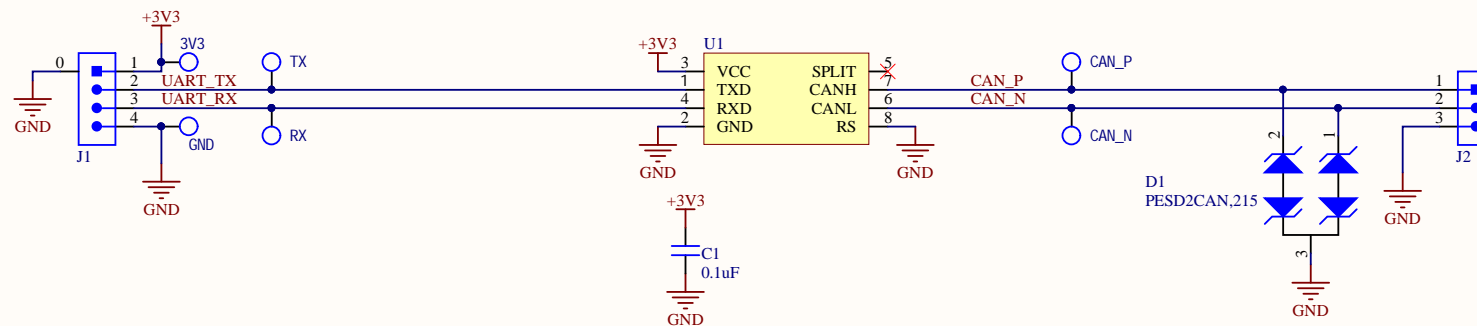 +3V3
3V3
0
1
2
3
4
UART_TX
UART_RX
TX
RX
GND
GND
J1
GND
+3V3
U1
3
1
4
2
VCC
TXD
RXD
GND
SPLIT
CANH
CANL
RS
5
7
6
8
GND
GND
+3V3
C1
0.1uF
GND
CAN_P
CAN_N
CAN_P
CAN_N
2
1
D1
PESD2CAN,215
3
GND
1
2
3
J2
GND